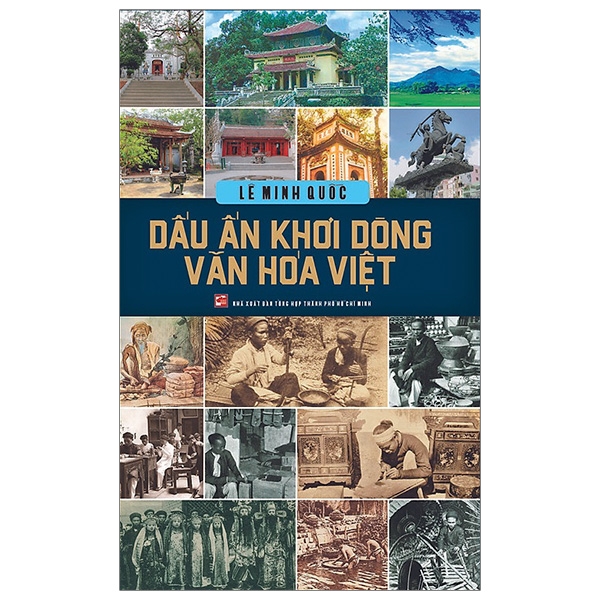 LÊ MINH QUỐC
DẤU ẤN KHƠI DÒNG
VĂN HÓA VIỆT
NHÀ XUẤT BẢN TỔNG HỢP THÀNH PHỐ HỒ CHÍ MINH